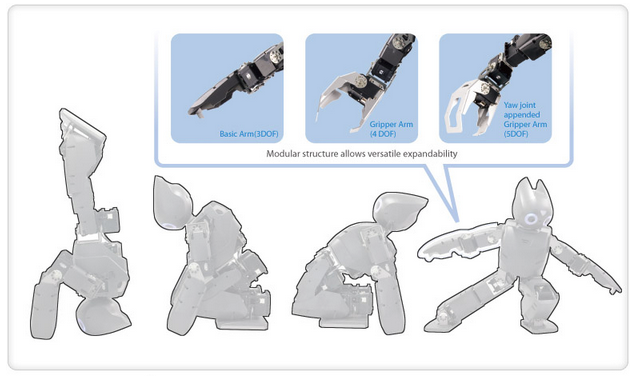 Basic Arm(3DOF)
Gripper Arm
(4 DOF)
Yaw joint
appended
Gripper Arm
(5DOF)
Modular structure allows versatile expandability